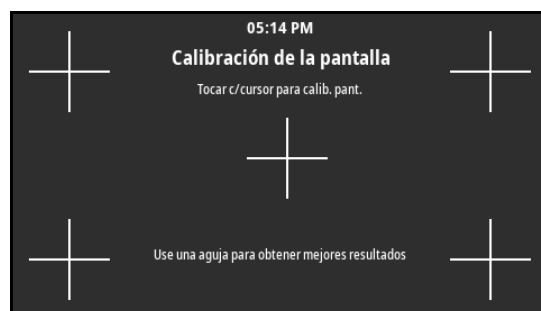 05:14 PM
Calibración de la pantalla
Tocar c/cursor para calib. pant.
Use una aguja para obtener mejores resultados